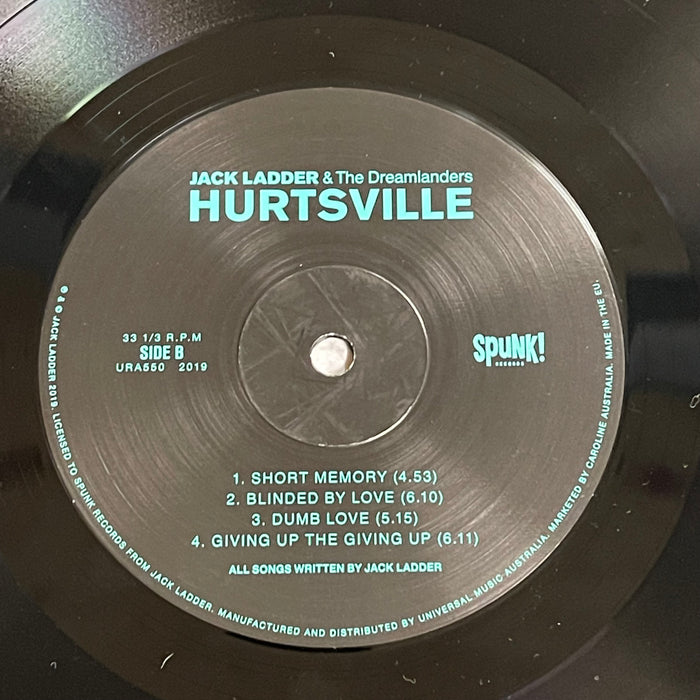 JACK LADDER & The Dreamlanders
HURTSVILLE
33 1/3 R.P.M
SIDE B
URA550 2019
SPUNK!
RECORDS
1. SHORT MEMORY (4.53)
2. BLINDED BY LOVE (6.10)
3. DUMB LOVE (5.15)
4. GIVING UP THE GIVING UP (6.11)
ALL SONGS WRITTEN BY JACK LADDER
℗ & © JACK LADDER 2019. LICENSED TO SPUNK RECORDS FROM JACK LADDER. MANUFACTURED AND DISTRIBUTED BY UNIVERSAL MUSIC AUSTRALIA. MARKETED BY CAROLINE AUSTRALIA. MADE IN THE EU.